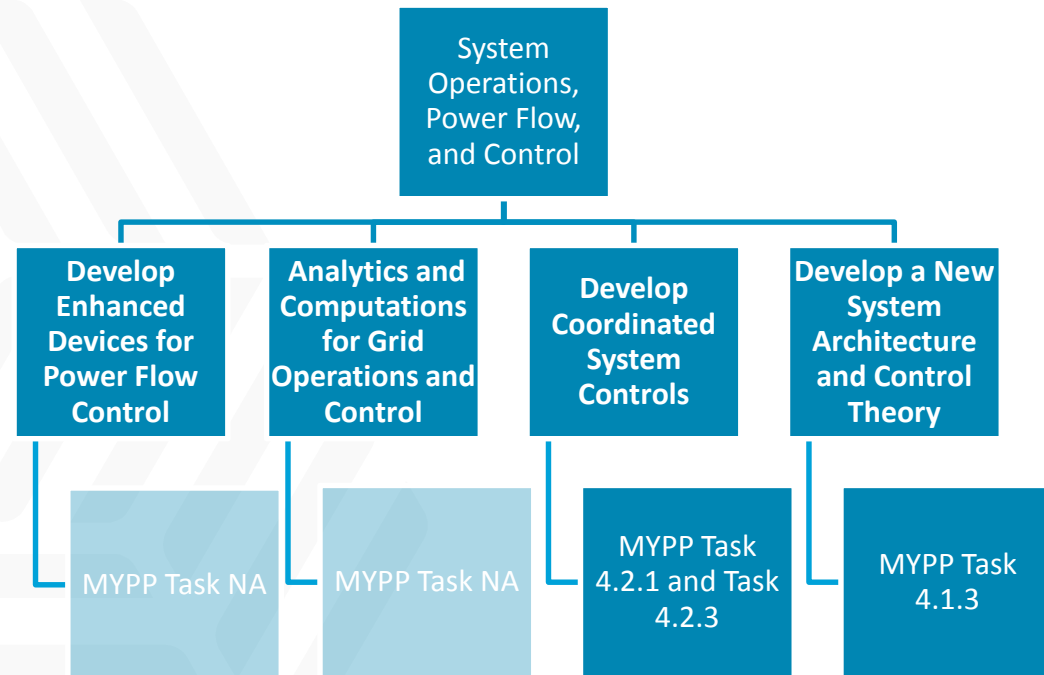 System
Operations,
Power Flow,
and Control
Develop
Enhanced
Devices for
Power Flow
Control
Analytics and
Computations
for Grid
Operations and
Control
Develop
Coordinated
System
Controls
Develop a New
System
Architecture
and Control
Theory
MYPP Task NA
MYPP Task NA
MYPP Task
4.2.1 and Task
4.2.3
MYPP Task
4.1.3